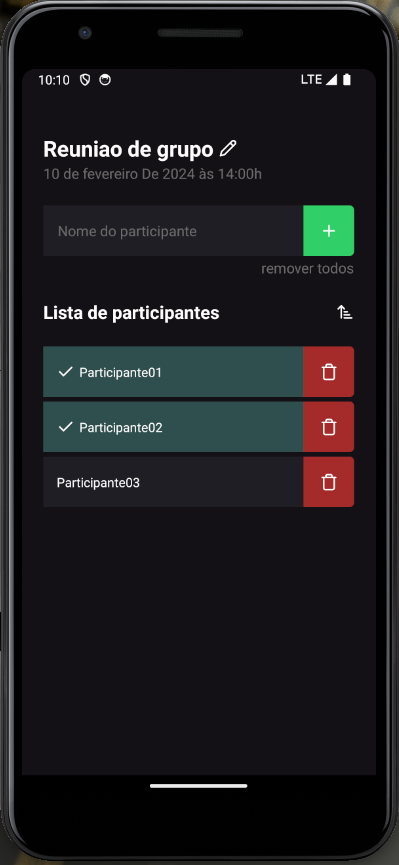 10:10
LTE
Reuniao de grupo
10 de fevereiro De 2024 às 14:00h
Nome do participante
+
remover todos
Lista de participantes
Participante01
Participante02
Participante03